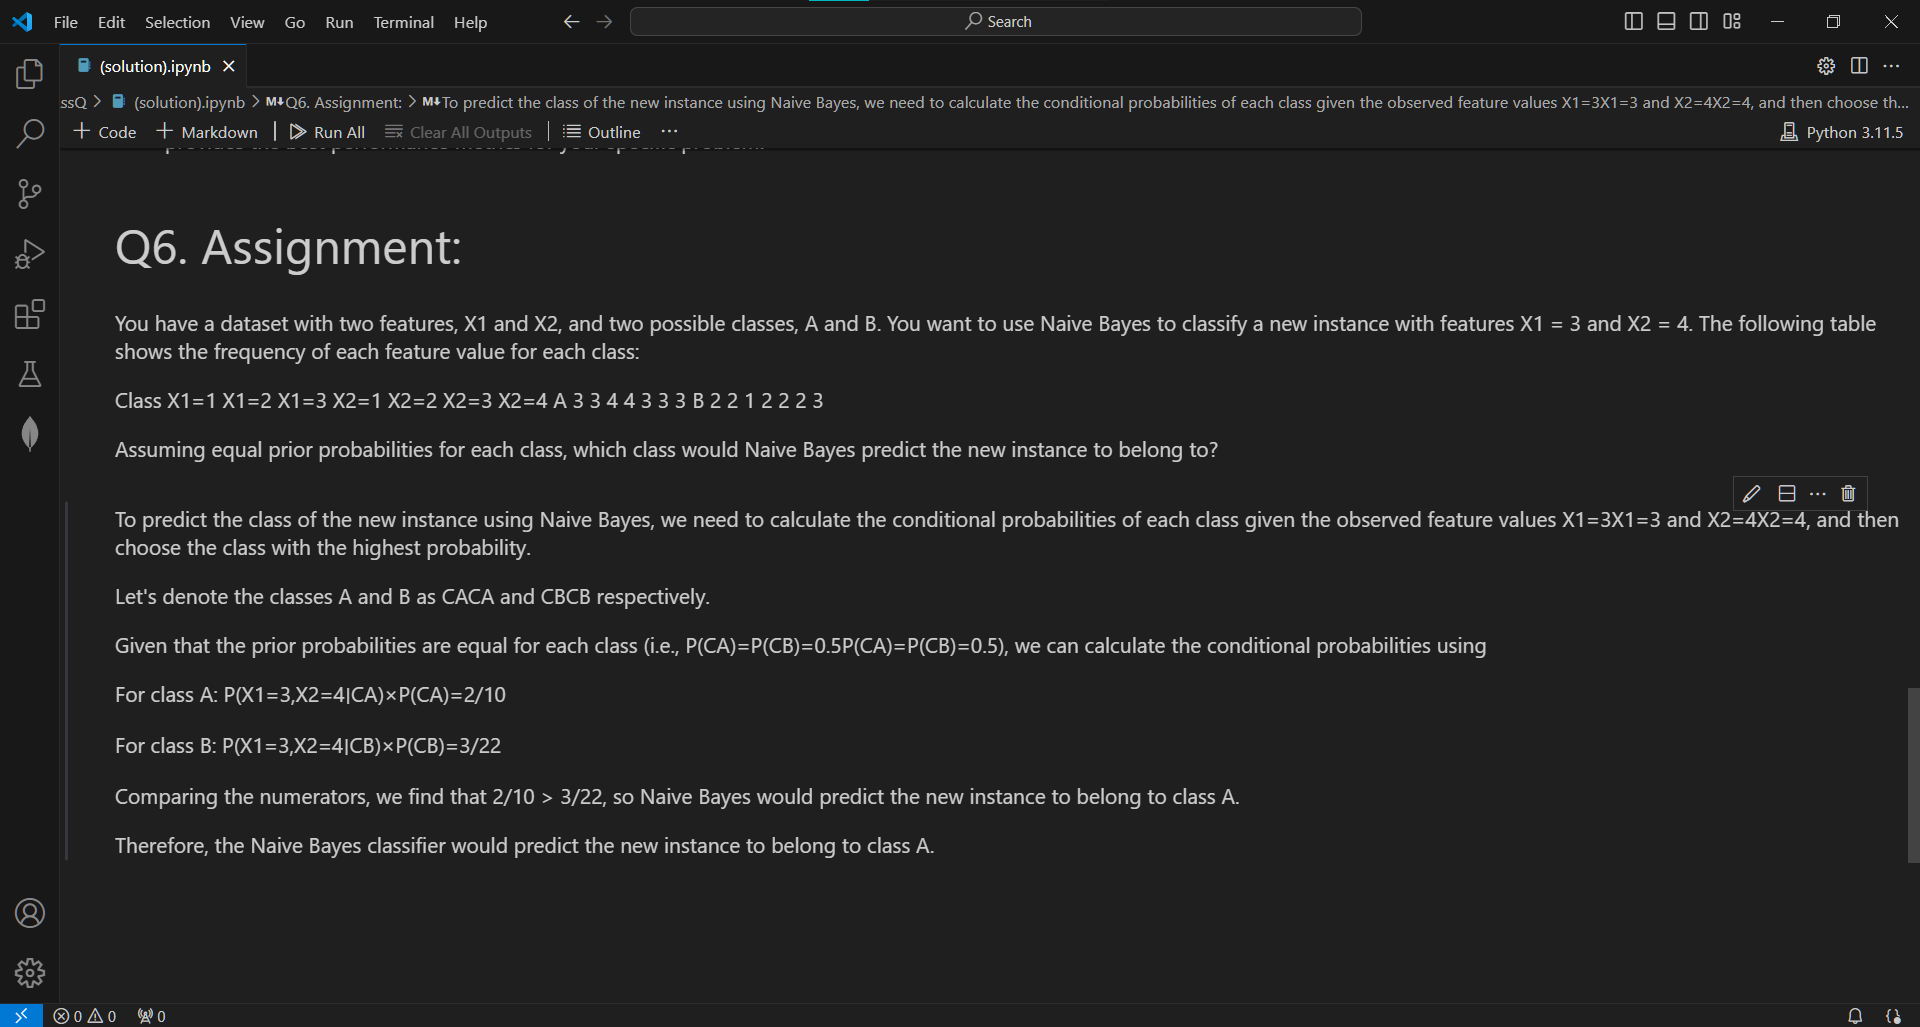 File Edit Selection View Go Run Terminal Help
Search
(solution).ipynb
ssQ > (solution).ipynb > M↓Q6. Assignment: > M↓To predict the class of the new instance using Naive Bayes, we need to calculate the conditional probabilities of each class given the observed feature values X1=3X1=3 and X2=4X2=4, and then choose th...
+ Code + Markdown | Run All Clear All Outputs | Outline ...
Python 3.11.5
Q6. Assignment:
You have a dataset with two features, X1 and X2, and two possible classes, A and B. You want to use Naive Bayes to classify a new instance with features X1 = 3 and X2 = 4. The following table
shows the frequency of each feature value for each class:
Class X1=1 X1=2 X1=3 X2=1 X2=2 X2=3 X2=4 A 3 3 4 4 3 3 3 B 2 2 1 2 2 2 3
Assuming equal prior probabilities for each class, which class would Naive Bayes predict the new instance to belong to?
To predict the class of the new instance using Naive Bayes, we need to calculate the conditional probabilities of each class given the observed feature values X1=3X1=3 and X2=4X2=4, and then
choose the class with the highest probability.
Let's denote the classes A and B as CACA and CBCB respectively.
Given that the prior probabilities are equal for each class (i.e., P(CA)=P(CB)=0.5P(CA)=P(CB)=0.5), we can calculate the conditional probabilities using
For class A: P(X1=3,X2=4∣CA)×P(CA)=2/10
For class B: P(X1=3,X2=4∣CB)×P(CB)=3/22
Comparing the numerators, we find that 2/10 > 3/22, so Naive Bayes would predict the new instance to belong to class A.
Therefore, the Naive Bayes classifier would predict the new instance to belong to class A.
0 0 0